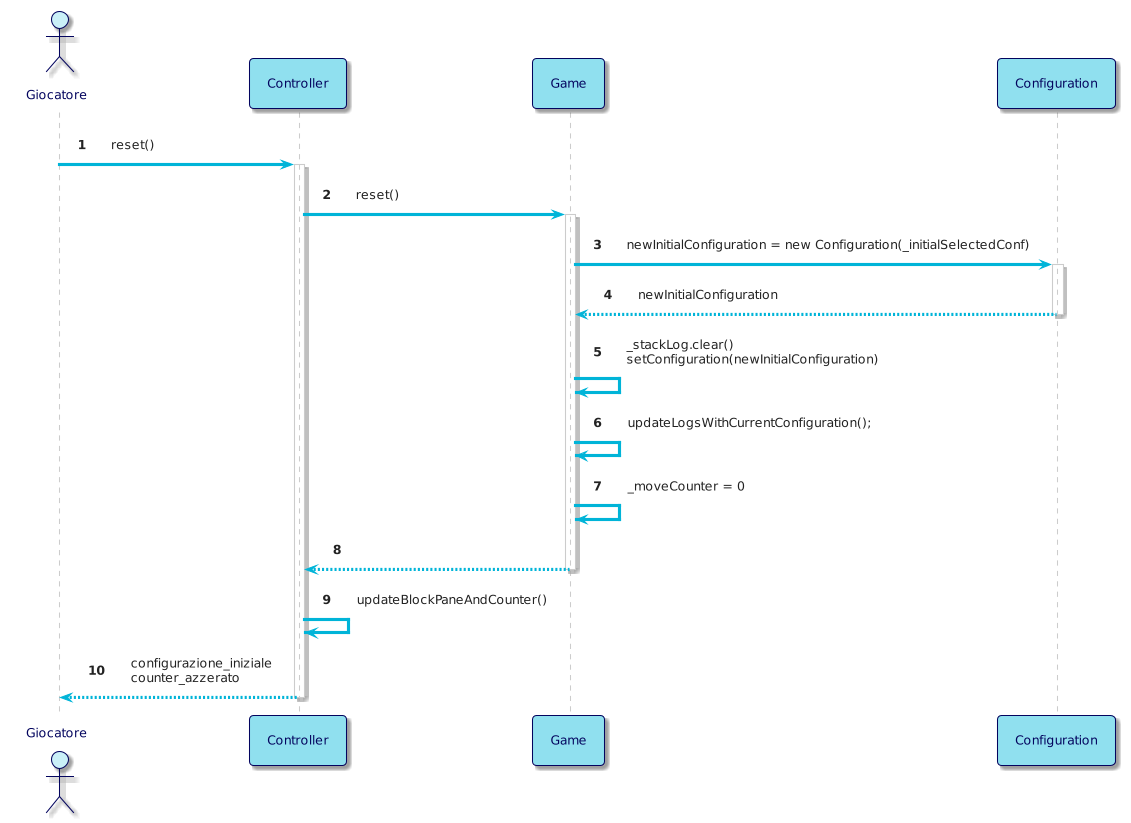 Giocatore
Controller
Game
Configuration
1 reset()
2 reset()
3 newInitialConfiguration = new Configuration(_initialSelectedConf)
4 newInitialConfiguration
5 _stackLog.clear()
setConfiguration(newInitialConfiguration)
6 updateLogsWithCurrentConfiguration();
7 _moveCounter = 0
8
9 updateBlockPaneAndCounter()
10 configurazione_iniziale
counter_azzerato
Giocatore
Controller
Game
Configuration